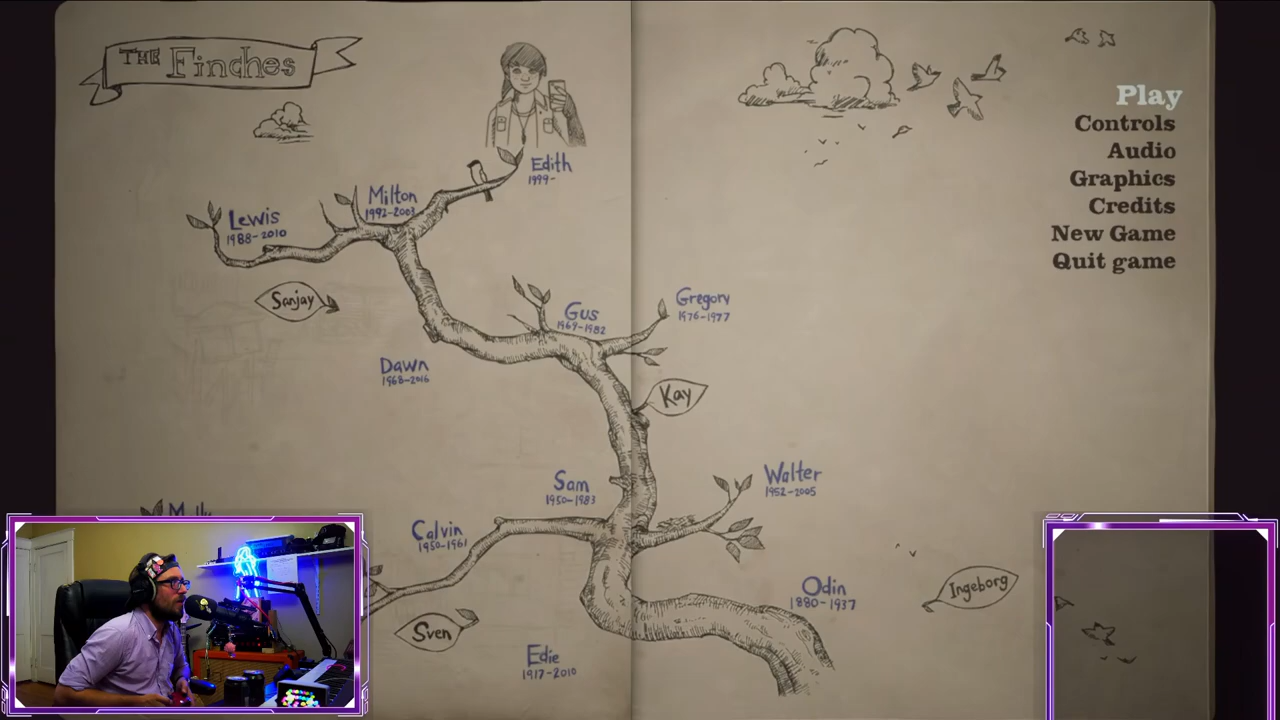 THE Finches
Edith
1999-
Milton
1992-2003
Lewis
1988-2010
Sanjay
Gus
1969-1982
Gregory
1976-1977
Dawn
1968-2016
Kay
Sam
1950-1983
Walter
1952-2005
Calvin
1950-1961
Odin
1880-1937
Ingeborg
Sven
Edie
1917-2010
Play
Controls
Audio
Graphics
Credits
New Game
Quit game